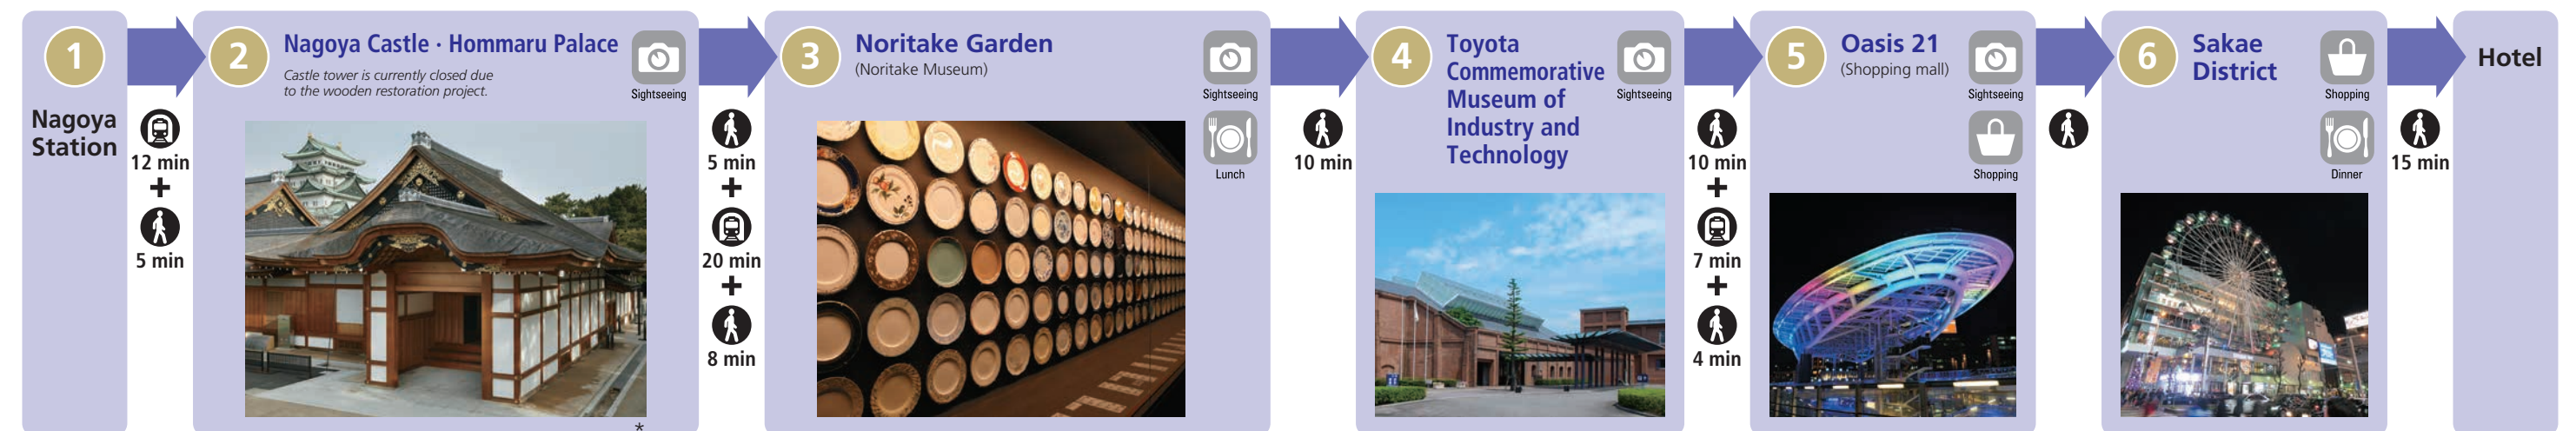 1
Nagoya
Station
12 min
+
5 min
2
Nagoya Castle · Hommaru Palace
Castle tower is currently closed due
to the wooden restoration project.
Sightseeing
*
5 min
+
20 min
+
8 min
3
Noritake Garden
(Noritake Museum)
Sightseeing
Lunch
10 min
4
Toyota
Commemorative
Museum of
Industry and
Technology
Sightseeing
10 min
+
7 min
+
4 min
5
Oasis 21
(Shopping mall)
Sightseeing
Shopping
6
Sakae
District
Shopping
Dinner
15 min
Hotel